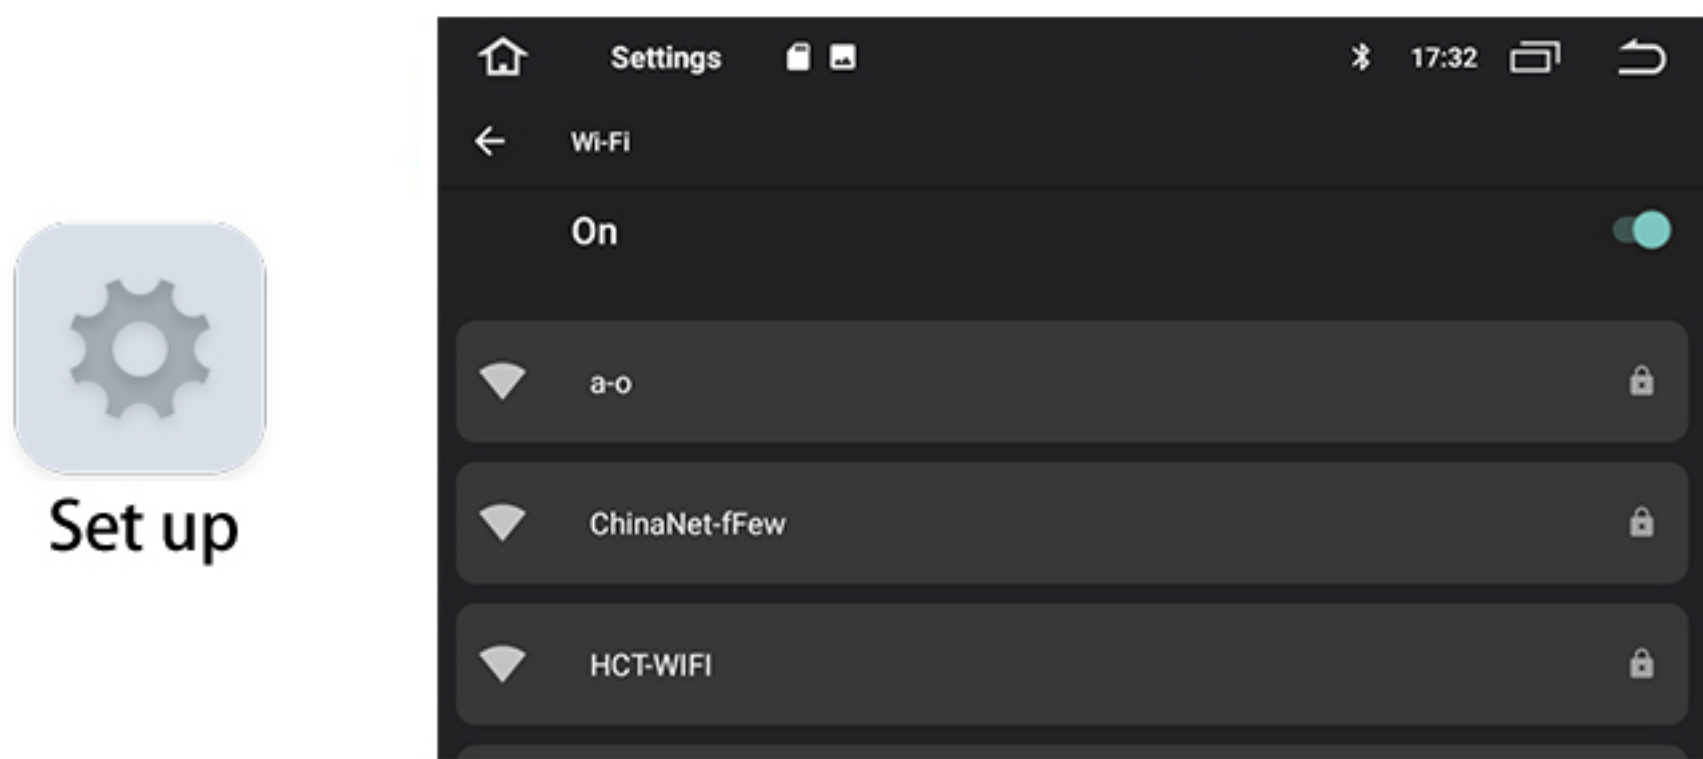 Settings
17:32
Wi-Fi
On
a-o
ChinaNet-fFew
HCT-WIFI
Set up